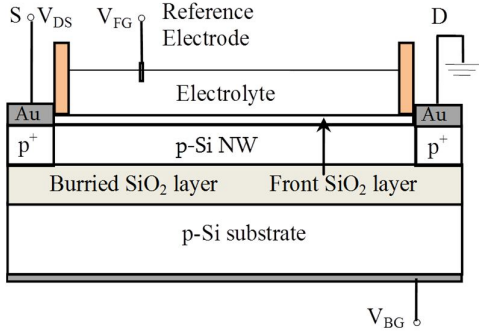 S V_DS V_FG Reference D
Electrode
Electrolyte
Au Au
p+ p-Si NW p+
Burried SiO2 layer Front SiO2 layer
p-Si substrate
V_BG